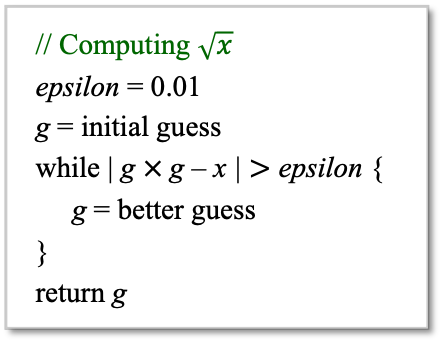 // Computing √x
epsilon = 0.01
g = initial guess
while | g × g – x | > epsilon {
g = better guess
}
return g